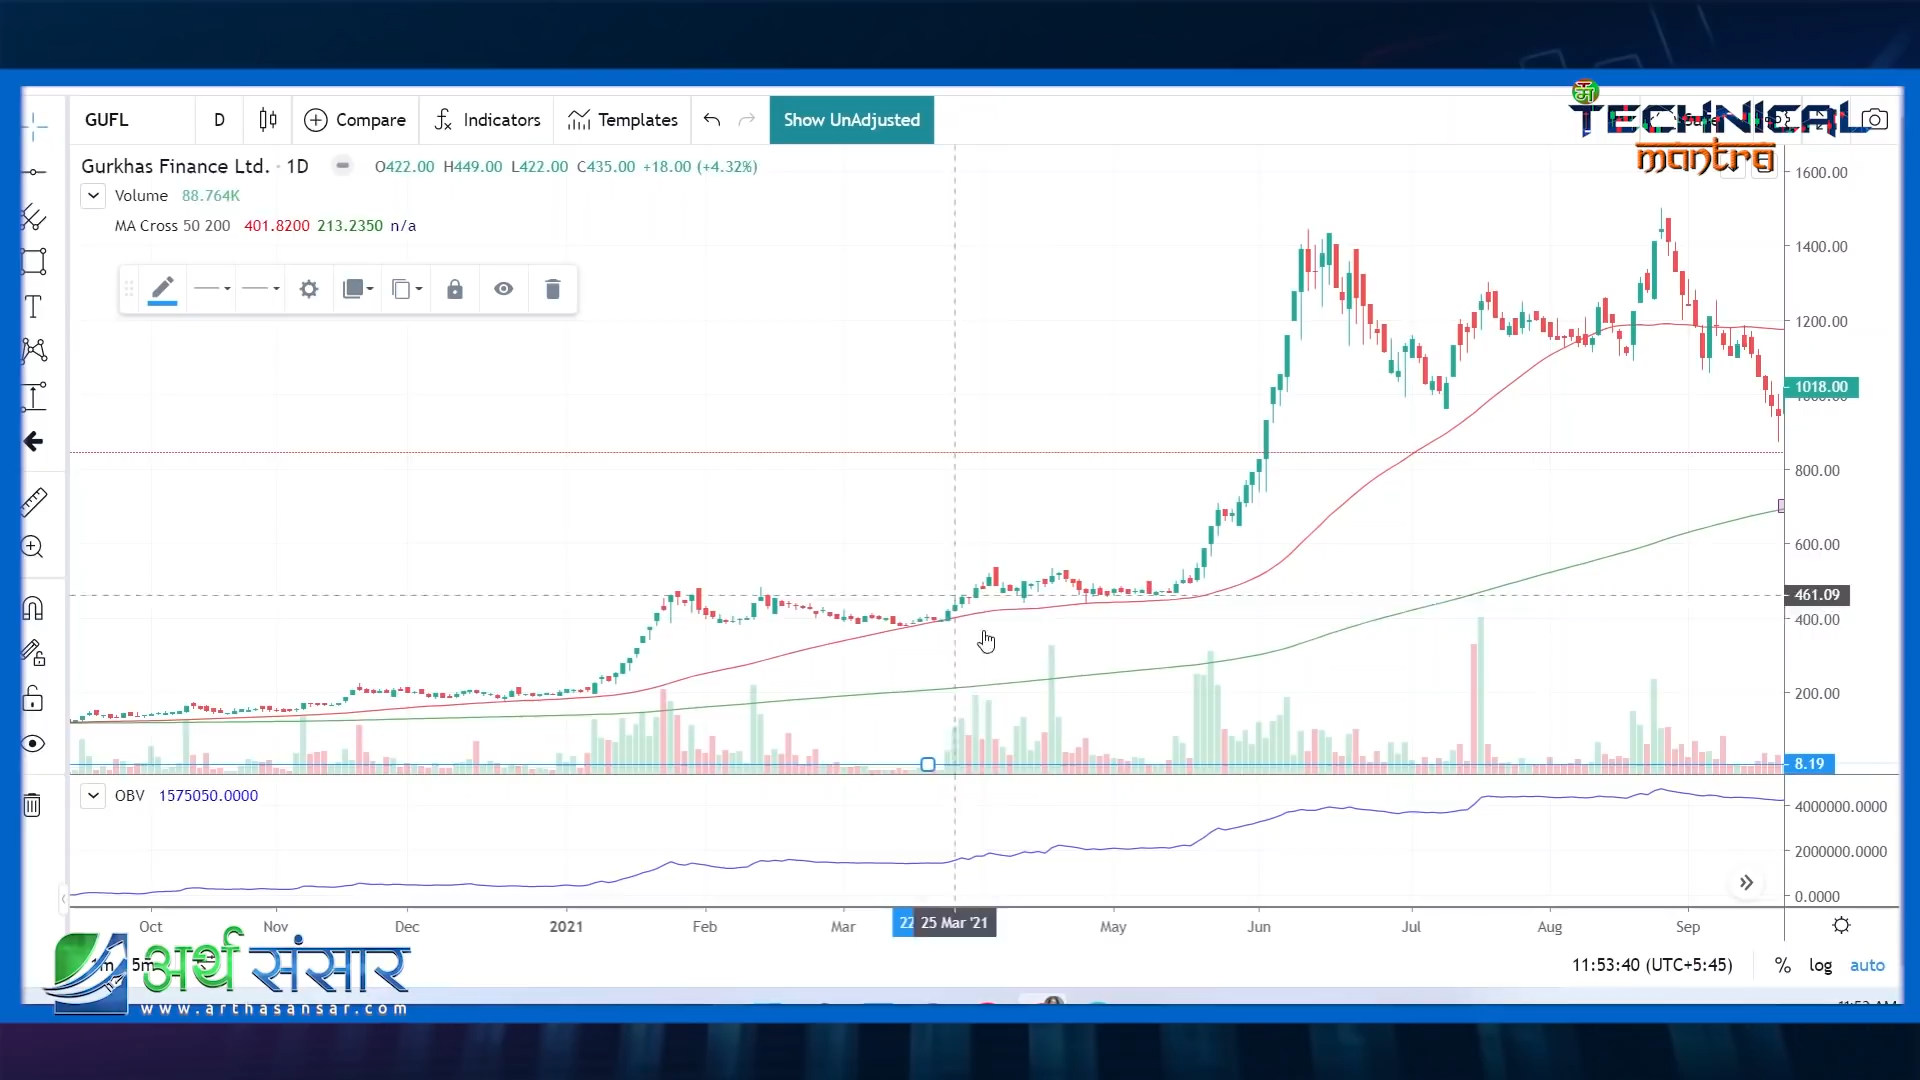 TECHNICAL
मन्त्र
GUFL D Compare Indicators Templates Show UnAdjusted
Gurkhas Finance Ltd. · 1D O422.00 H449.00 L422.00 C435.00 +18.00 (+4.32%)
Volume 88.764K
MA Cross 50 200 401.8200 213.2350 n/a
T
1600.00
1400.00
1200.00
1018.00
800.00
600.00
461.09
400.00
200.00
8.19
OBV 1575050.0000
4000000.0000
2000000.0000
0.0000
Oct Nov Dec 2021 Feb Mar 22 25 Mar '21 May Jun Jul Aug Sep
5m
11:53:40 (UTC+5:45) % log auto
अर्थ संसार
www.arthasansar.com